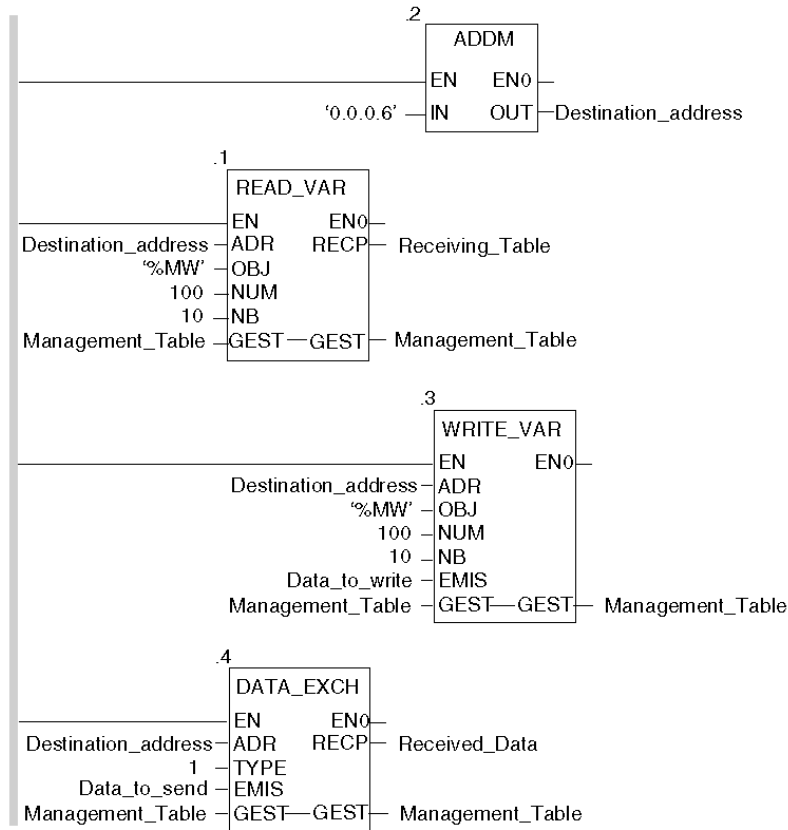 .2
ADDM
EN EN0
'0.0.0.6' IN OUT Destination_address
.1
READ_VAR
EN EN0
Destination_address ADR RECP Receiving_Table
'%MW' OBJ
100 NUM
10 NB
Management_Table GEST GEST Management_Table
.3
WRITE_VAR
EN EN0
Destination_address ADR
'%MW' OBJ
100 NUM
10 NB
Data_to_write EMIS
Management_Table GEST GEST Management_Table
.4
DATA_EXCH
EN EN0
Destination_address ADR RECP Received_Data
1 TYPE
Data_to_send EMIS
Management_Table GEST GEST Management_Table